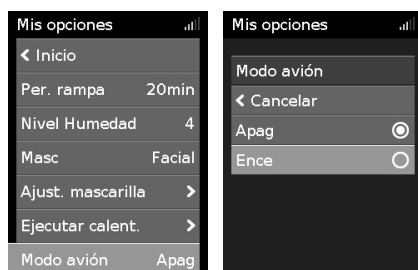 Mis opciones
< Inicio
Per. rampa 20min
Nivel Humedad 4
Masc Facial
Ajust. mascarilla >
Ejecutar calent. >
Modo avión Apag
Mis opciones
Modo avión
< Cancelar
Apag
Ence